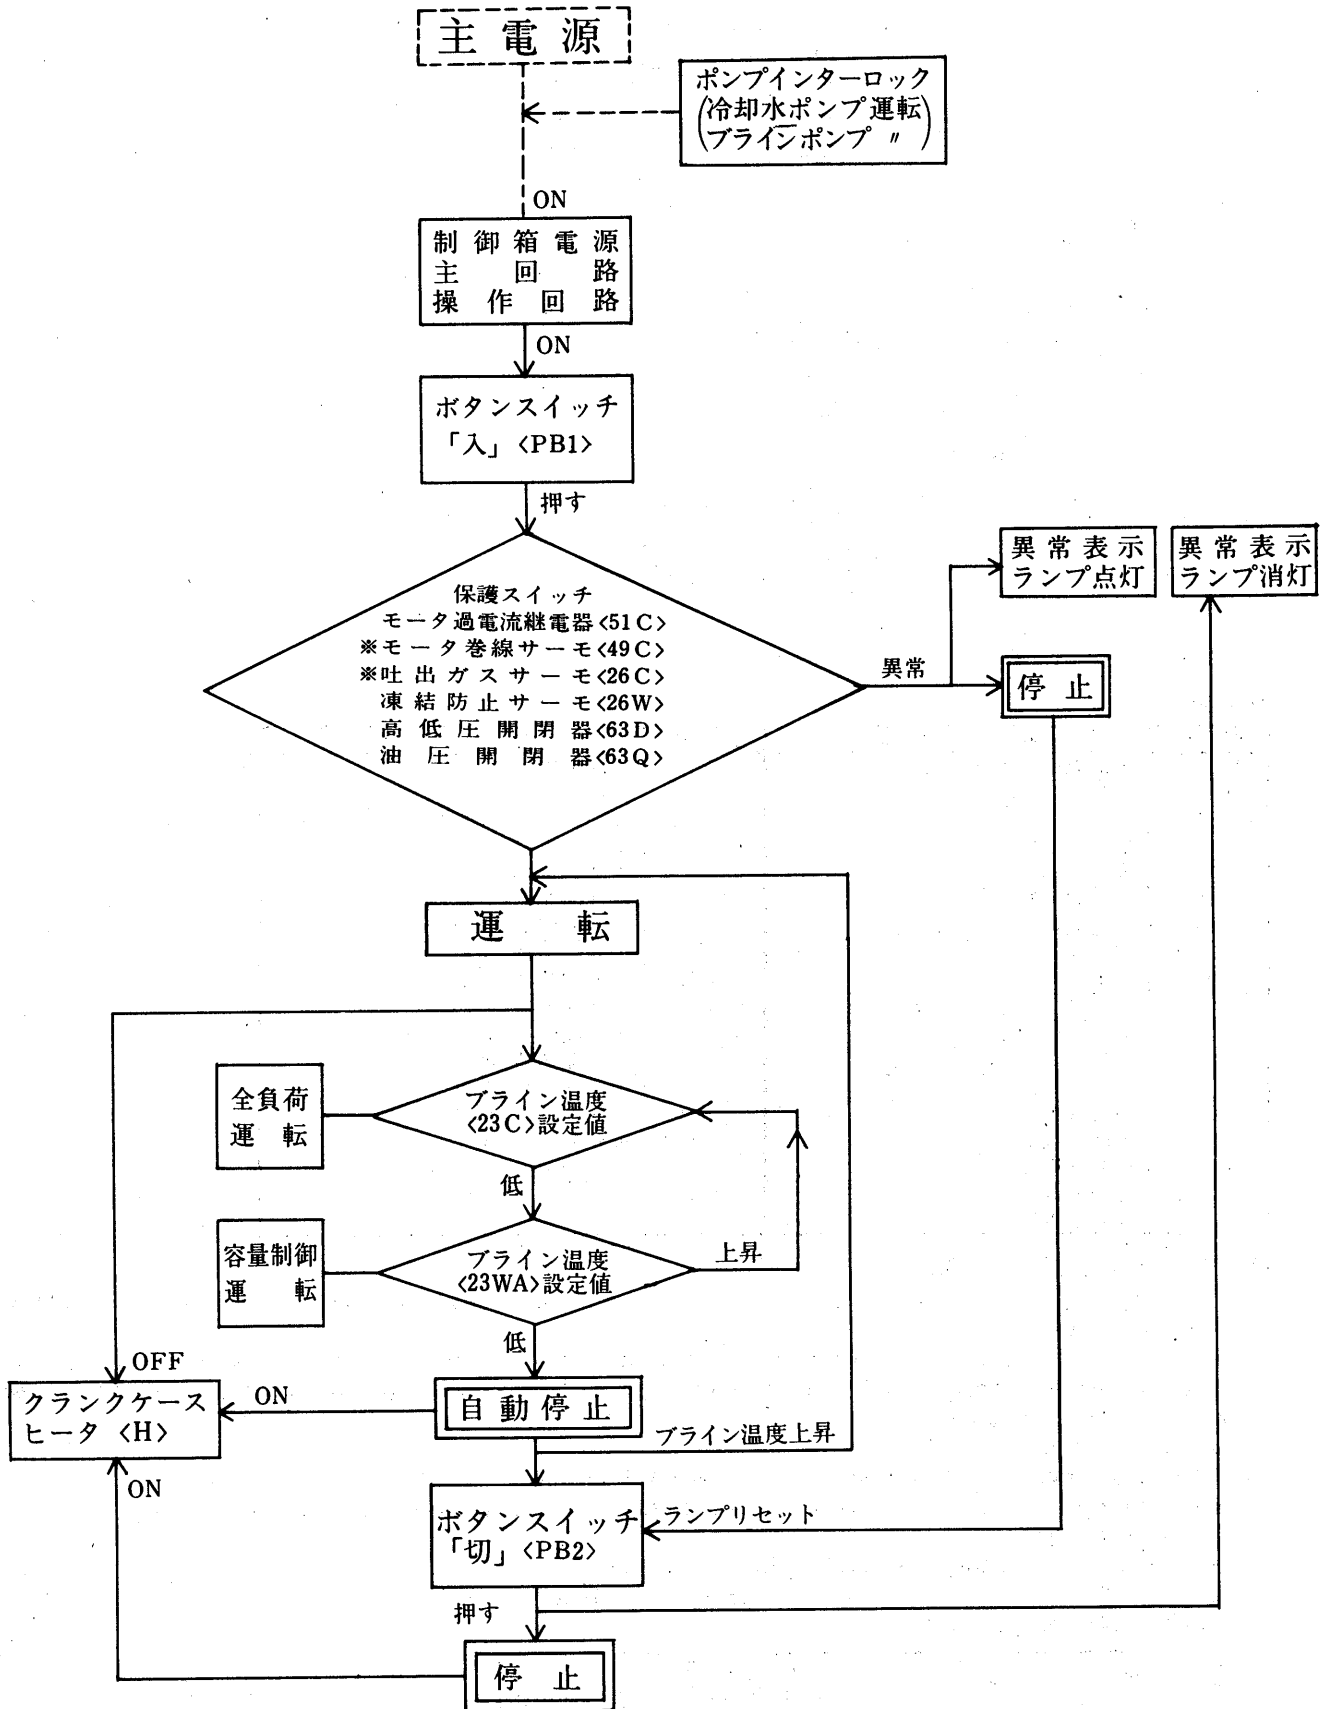 主電源
ポンプインターロック
(冷却水ポンプ運転)
(ブラインポンプ 〃)
ON
制御箱電源
主回路
操作回路
ON
ボタンスイッチ
「入」<PB1>
押す
保護スイッチ
モータ過電流継電器<51C>
※モータ巻線サーモ<49C>
※吐出ガスサーモ<26C>
凍結防止サーモ<26W>
高低圧開閉器<63D>
油圧開閉器<63Q>
異常
異常表示
ランプ点灯
異常表示
ランプ消灯
停止
運転
全負荷
運転
ブライン温度
<23C>設定値
低
容量制御
運転
ブライン温度
<23WA>設定値
上昇
低
OFF
クランクケース
ヒータ<H>
ON
自動停止
ブライン温度上昇
ON
ボタンスイッチ
「切」<PB2>
ランプリセット
押す
停止